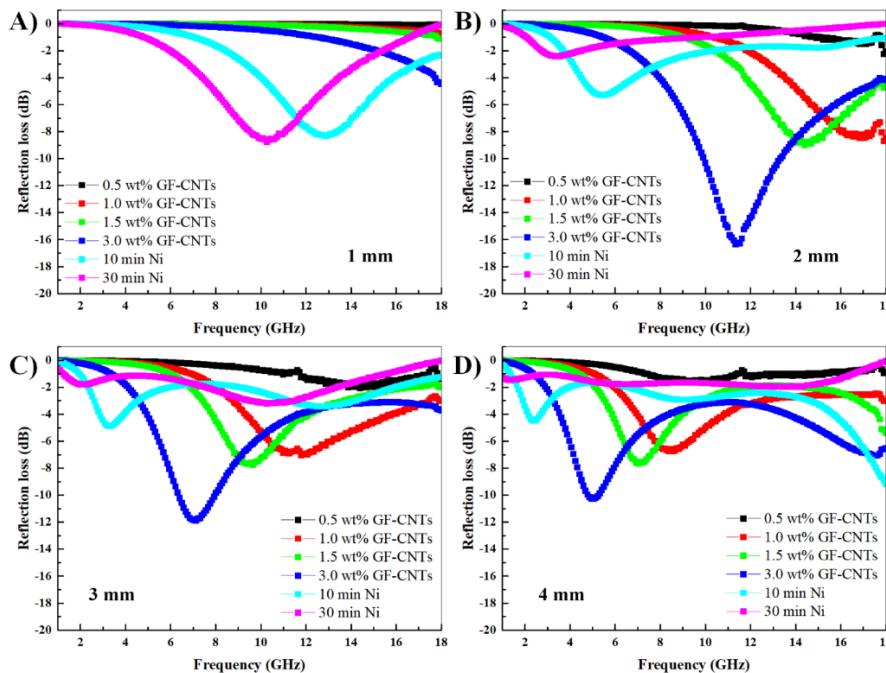 A)
0
-2
-4
-6
-8
-10
-12
-14
-16
-18
-20
Reflection loss (dB)
0.5 wt% GF-CNTs
1.0 wt% GF-CNTs
1.5 wt% GF-CNTs
3.0 wt% GF-CNTs
10 min Ni
30 min Ni
1 mm
2 4 6 8 10 12 14 16 18
Frequency (GHz)
B)
0
-2
-4
-6
-8
-10
-12
-14
-16
-18
-20
Reflection loss (dB)
0.5 wt% GF-CNTs
1.0 wt% GF-CNTs
1.5 wt% GF-CNTs
3.0 wt% GF-CNTs
10 min Ni
30 min Ni
2 mm
2 4 6 8 10 12 14 16
Frequency (GHz)
C)
0
-2
-4
-6
-8
-10
-12
-14
-16
-18
-20
Reflection loss (dB)
0.5 wt% GF-CNTs
1.0 wt% GF-CNTs
1.5 wt% GF-CNTs
3.0 wt% GF-CNTs
10 min Ni
30 min Ni
3 mm
2 4 6 8 10 12 14 16 18
Frequency (GHz)
D)
0
-2
-4
-6
-8
-10
-12
-14
-16
-18
-20
Reflection loss (dB)
0.5 wt% GF-CNTs
1.0 wt% GF-CNTs
1.5 wt% GF-CNTs
3.0 wt% GF-CNTs
10 min Ni
30 min Ni
4 mm
2 4 6 8 10 12 14 16
Frequency (GHz)